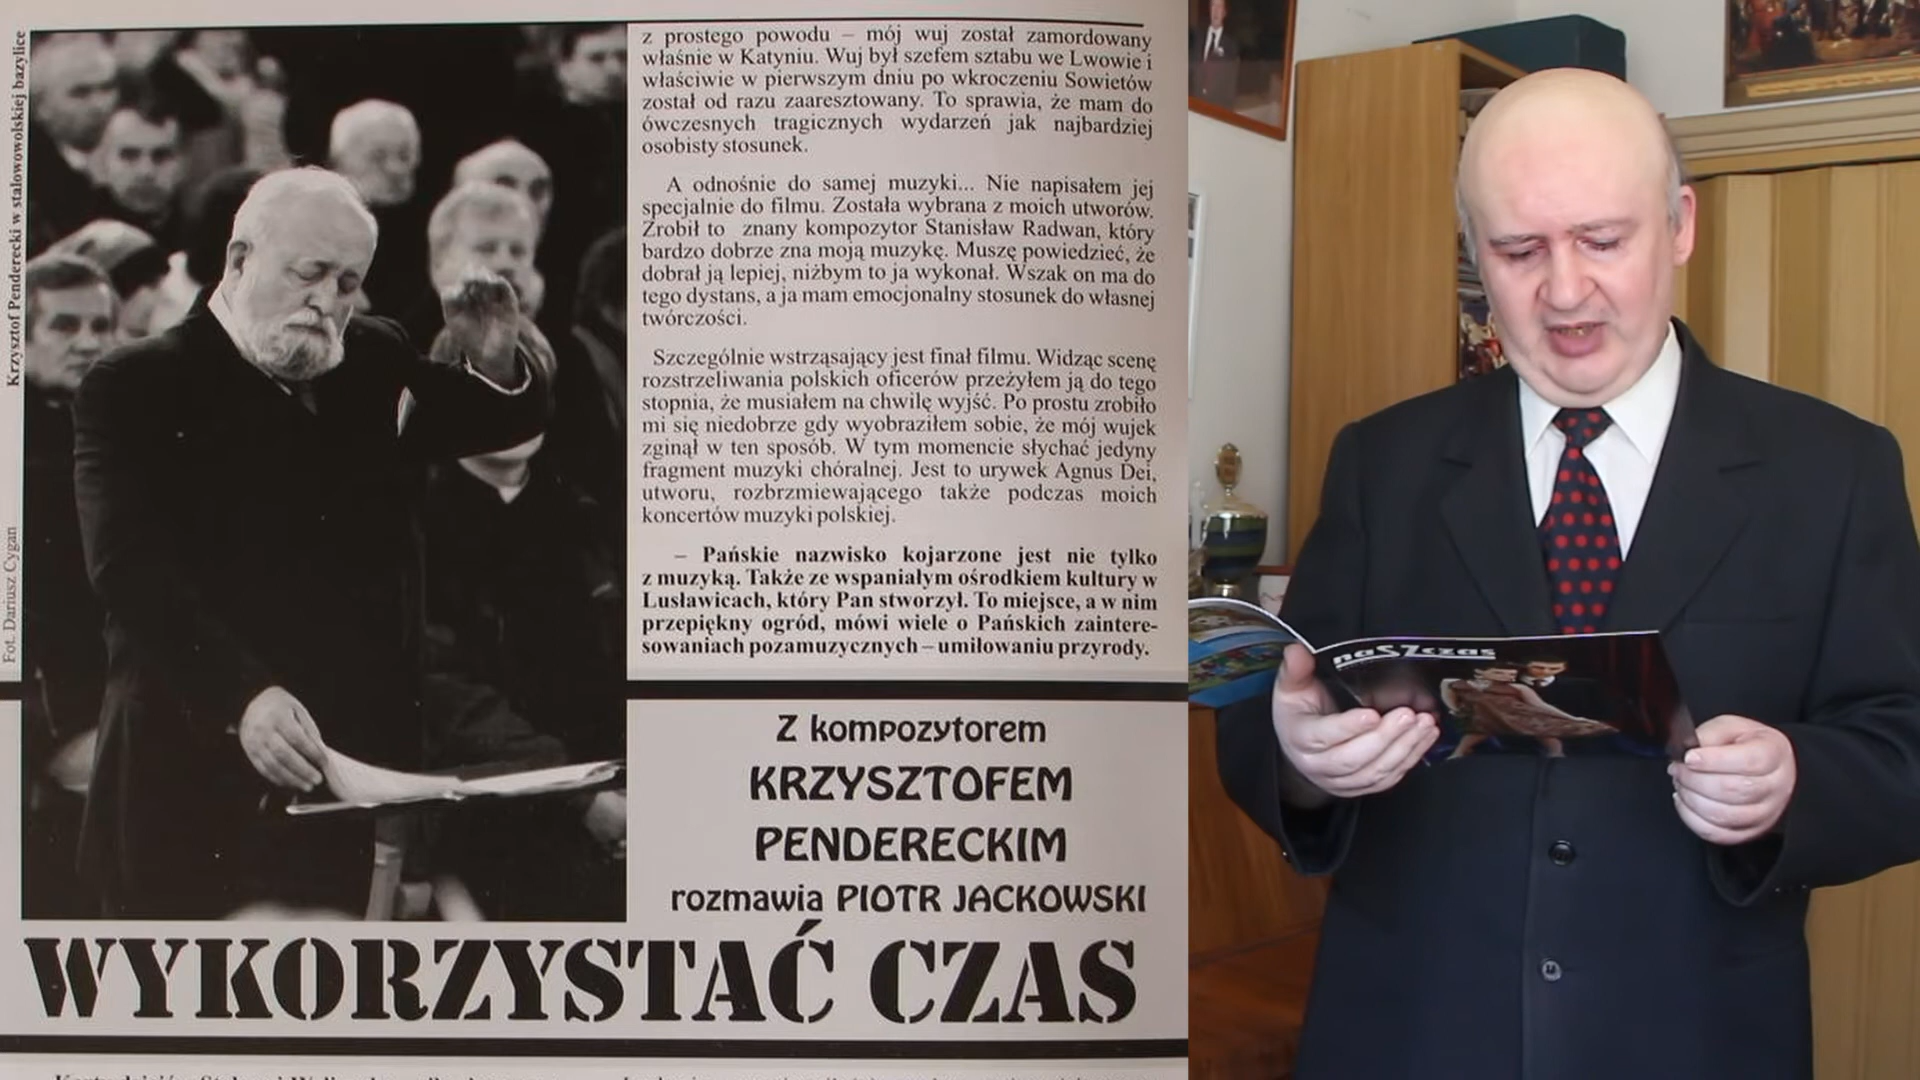 Krzysztof Penderecki w stalowowolskiej bazylice
Fot. Dariusz Cygan
z prostego powodu – mój wuj został zamordowany
właśnie w Katyniu. Wuj był szefem sztabu we Lwowie i
właściwie w pierwszym dniu po wkroczeniu Sowietów
został od razu zaaresztowany. To sprawia, że mam do
ówczesnych tragicznych wydarzeń jak najbardziej
osobisty stosunek.
A odnośnie do samej muzyki... Nie napisałem jej
specjalnie do filmu. Została wybrana z moich utworów.
Zrobił to znany kompozytor Stanisław Radwan, który
bardzo dobrze zna moją muzykę. Muszę powiedzieć, że
dobrał ją lepiej, niżbym to ja wykonał. Wszak on ma do
tego dystans, a ja mam emocjonalny stosunek do własnej
twórczości.
Szczególnie wstrząsający jest finał filmu. Widząc scenę
rozstrzeliwania polskich oficerów przeżyłem ją do tego
stopnia, że musiałem na chwilę wyjść. Po prostu zrobiło
mi się niedobrze gdy wyobraziłem sobie, że mój wujek
zginął w ten sposób. W tym momencie słychać jedyny
fragment muzyki chóralnej. Jest to urywek Agnus Dei,
utworu, rozbrzmiewającego także podczas moich
koncertów muzyki polskiej.
– Pańskie nazwisko kojarzone jest nie tylko
z muzyką. Także ze wspaniałym ośrodkiem kultury w
Lusławicach, który Pan stworzył. To miejsce, a w nim
przepiękny ogród, mówi wiele o Pańskich zaintere-
sowaniach pozamuzycznych – umiłowaniu przyrody.
Z kompozytorem
KRZYSZTOFEM
PENDERECKIM
rozmawia PIOTR JACKOWSKI
WYKORZYSTAĆ CZAS
naSZczas